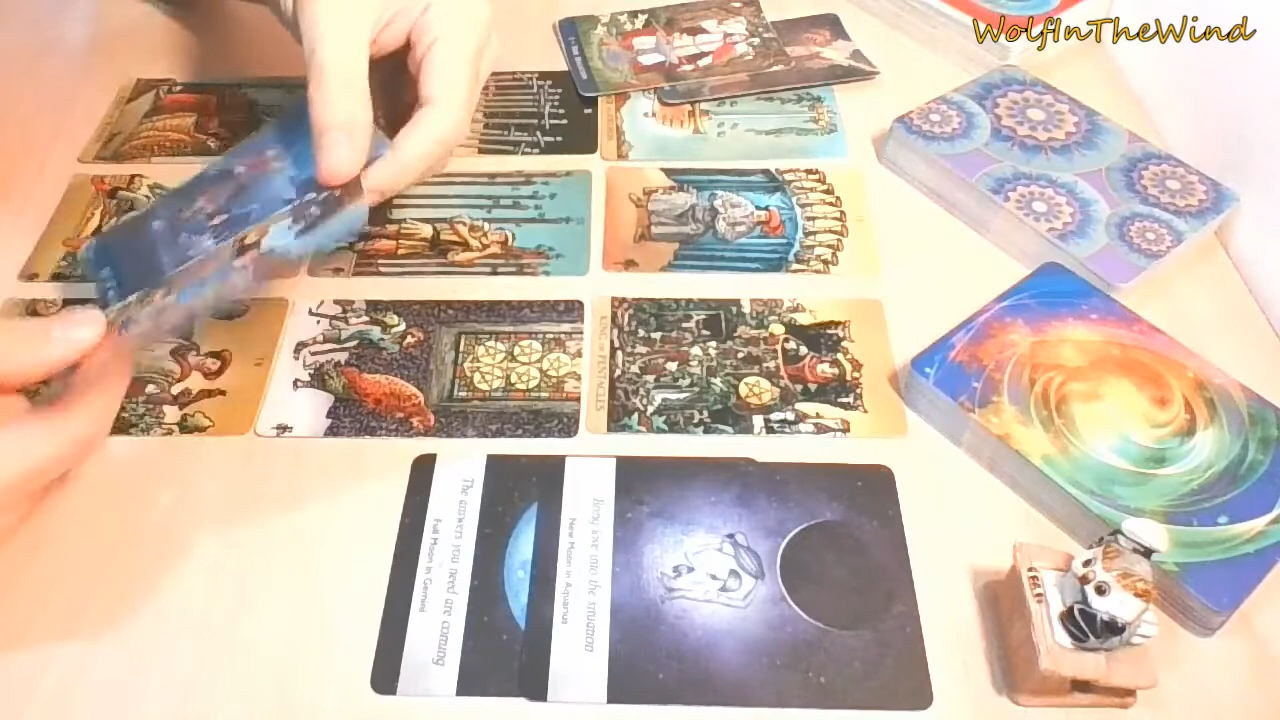 WolfInTheWind
KING of PENTACLES
The answers you need are coming
Full Moon in Gemini
Bring love into the situation
New Moon in Aquarius